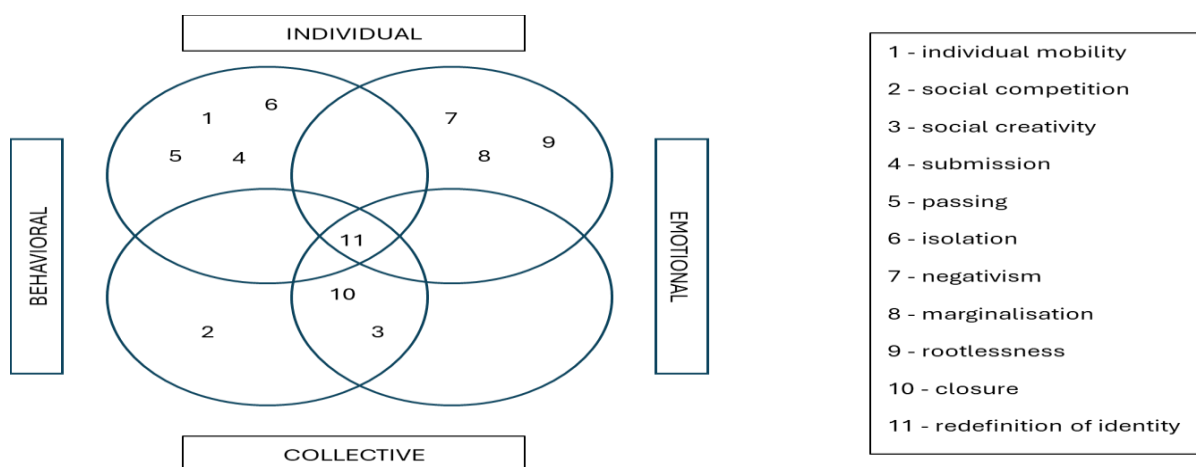 INDIVIDUAL
1
6
5
4
7
8
9
11
10
2
3
BEHAVIORAL
EMOTIONAL
COLLECTIVE
1 - individual mobility
2 - social competition
3 - social creativity
4 - submission
5 - passing
6 - isolation
7 - negativism
8 - marginalisation
9 - rootlessness
10 - closure
11 - redefinition of identity